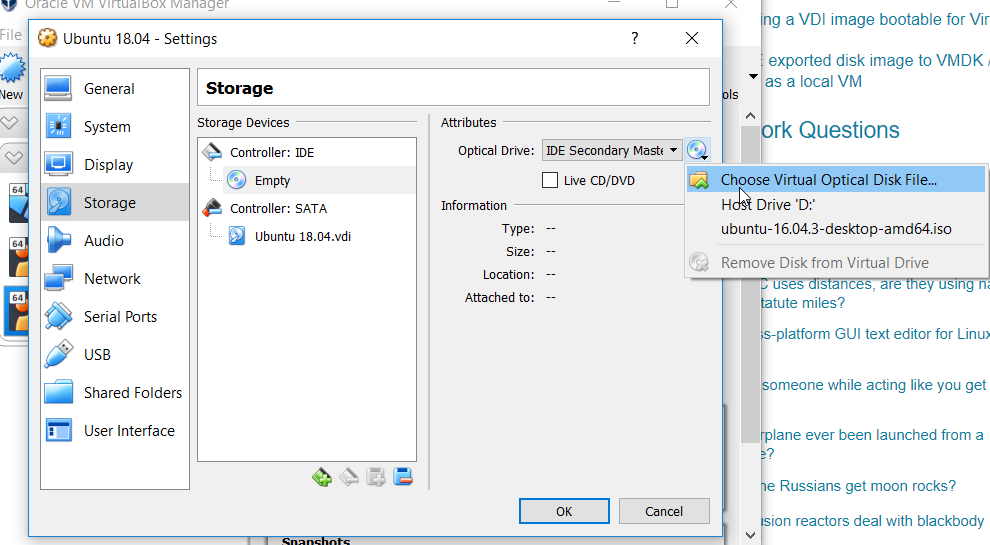 Oracle VM VirtualBox Manager
File
New
ols
Ubuntu 18.04 - Settings
?
General
System
Display
Storage
Audio
Network
Serial Ports
USB
Shared Folders
User Interface
Storage
Storage Devices
Controller: IDE
Empty
Controller: SATA
Ubuntu 18.04.vdi
Attributes
Optical Drive: IDE Secondary Maste
Live CD/DVD
Information
Type: --
Size: --
Location: --
Attached to: --
Choose Virtual Optical Disk File...
Host Drive 'D:'
ubuntu-16.04.3-desktop-amd64.iso
Remove Disk from Virtual Drive
OK
Cancel
64
64
64
Snapshots
ing a VDI image bootable for Vir
exported disk image to VMDK /
as a local VM
ork Questions
C uses distances, are they using na
tatute miles?
ss-platform GUI text editor for Linux
someone while acting like you get
rplane ever been launched from a
e?
he Russians get moon rocks?
usion reactors deal with blackbody